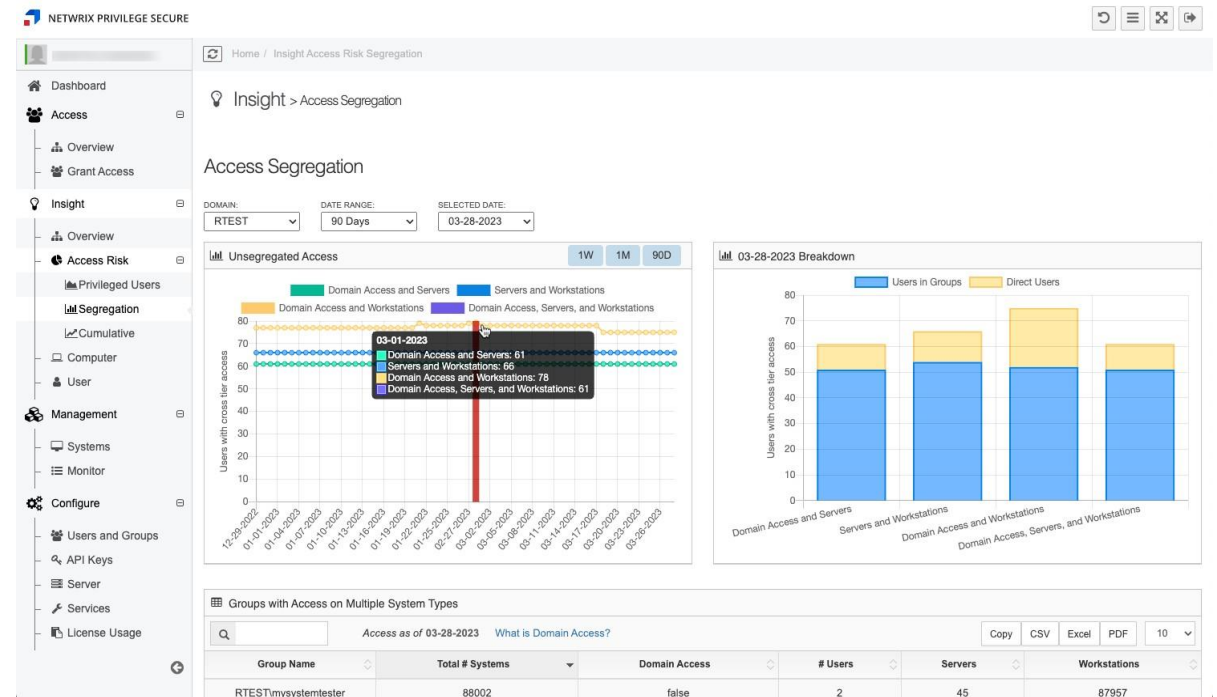 NETWRIX PRIVILEGE SECURE
Home / Insight Access Risk Segregation
Dashboard
Access
Overview
Grant Access
Insight
Overview
Access Risk
Privileged Users
Segregation
Cumulative
Computer
User
Management
Systems
Monitor
Configure
Users and Groups
API Keys
Server
Services
License Usage
Insight > Access Segregation
Access Segregation
DOMAIN: DATE RANGE: SELECTED DATE:
RTEST 90 Days 03-28-2023
Unsegregated Access 1W 1M 90D
Domain Access and Servers Servers and Workstations
Domain Access and Workstations Domain Access, Servers, and Workstations
Users with cross tier access
80
70
60
50
40
30
20
10
0
03-01-2023
Domain Access and Servers: 61
Servers and Workstations: 66
Domain Access and Workstations: 78
Domain Access, Servers, and Workstations: 61
12-29-2022 01-01-2023 01-04-2023 01-07-2023 01-10-2023 01-13-2023 01-16-2023 01-19-2023 01-22-2023 01-25-2023 02-27-2023 03-02-2023 03-05-2023 03-08-2023 03-11-2023 03-14-2023 03-17-2023 03-20-2023 03-23-2023 03-26-2023
03-28-2023 Breakdown
Users in Groups Direct Users
Users with cross tier access
80
70
60
50
40
30
20
10
0
Domain Access and Servers
Servers and Workstations
Domain Access and Workstations
Domain Access, Servers, and Workstations
Groups with Access on Multiple System Types
Access as of 03-28-2023 What is Domain Access? Copy CSV Excel PDF 10
Group Name Total # Systems Domain Access # Users Servers Workstations
RTEST\mysystemtester 88002 false 2 45 87957